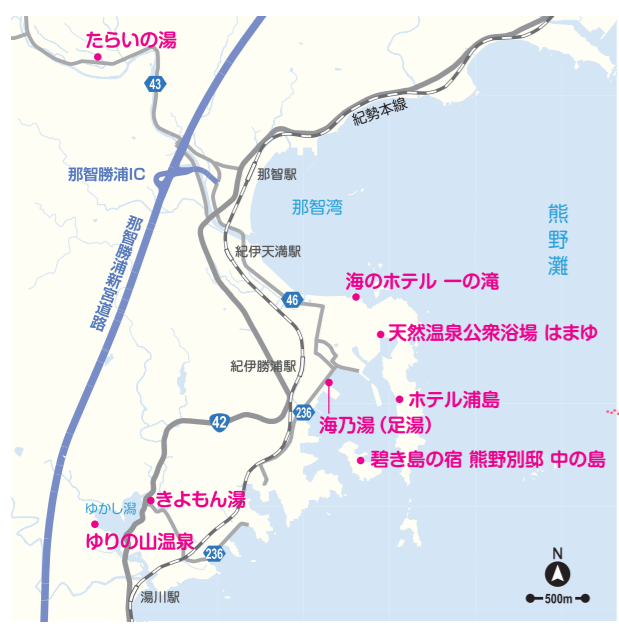 たらいの湯
43
紀勢本線
那智勝浦IC
那智駅
那智湾
熊野灘
那智勝浦新宮道路
紀伊天満駅
海のホテル 一の滝
46
天然温泉公衆浴場 はまゆ
紀伊勝浦駅
ホテル浦島
236
42
海乃湯（足湯）
碧き島の宿 熊野別邸 中の島
きよもん湯
ゆかし潟
ゆりの山温泉
236
N
湯川駅
500m